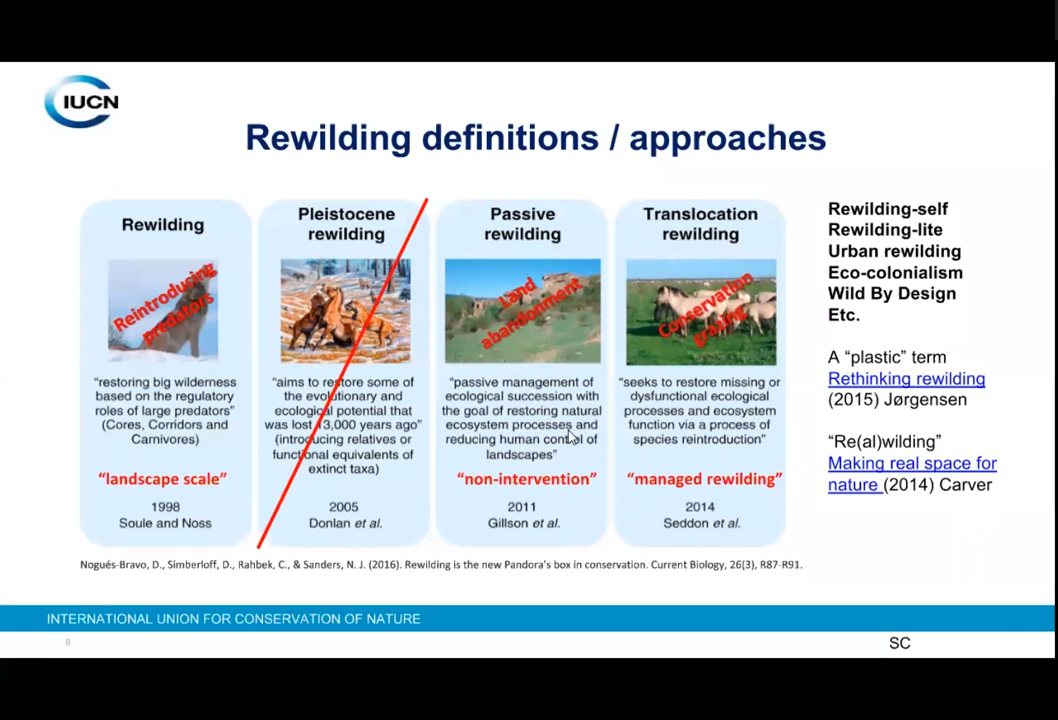 IUCN
Rewilding definitions / approaches
Rewilding
Reintroducing
predators
“restoring big wilderness
based on the regulatory
roles of large predators”
(Cores, Corridors and
Carnivores)
“landscape scale”
1998
Soule and Noss
Pleistocene
rewilding
“aims to restore some of
the evolutionary and
ecological potential that
was lost 13,000 years ago”
(introducing relatives or
functional equivalents of
extinct taxa)
2005
Donlan et al.
Passive
rewilding
Land
abandonment
“passive management of
ecological succession with
the goal of restoring natural
ecosystem processes and
reducing human control of
landscapes”
“non-intervention”
2011
Gillson et al.
Translocation
rewilding
Conservation
grazing
“seeks to restore missing or
dysfunctional ecological
processes and ecosystem
function via a process of
species reintroduction”
“managed rewilding”
2014
Seddon et al.
Rewilding-self
Rewilding-lite
Urban rewilding
Eco-colonialism
Wild By Design
Etc.
A “plastic” term
Rethinking rewilding
(2015) Jørgensen
“Re(al)wilding”
Making real space for
nature (2014) Carver
Nogués-Bravo, D., Simberloff, D., Rahbek, C., & Sanders, N. J. (2016). Rewilding is the new Pandora’s box in conservation. Current Biology, 26(3), R87-R91.
INTERNATIONAL UNION FOR CONSERVATION OF NATURE
8
SC